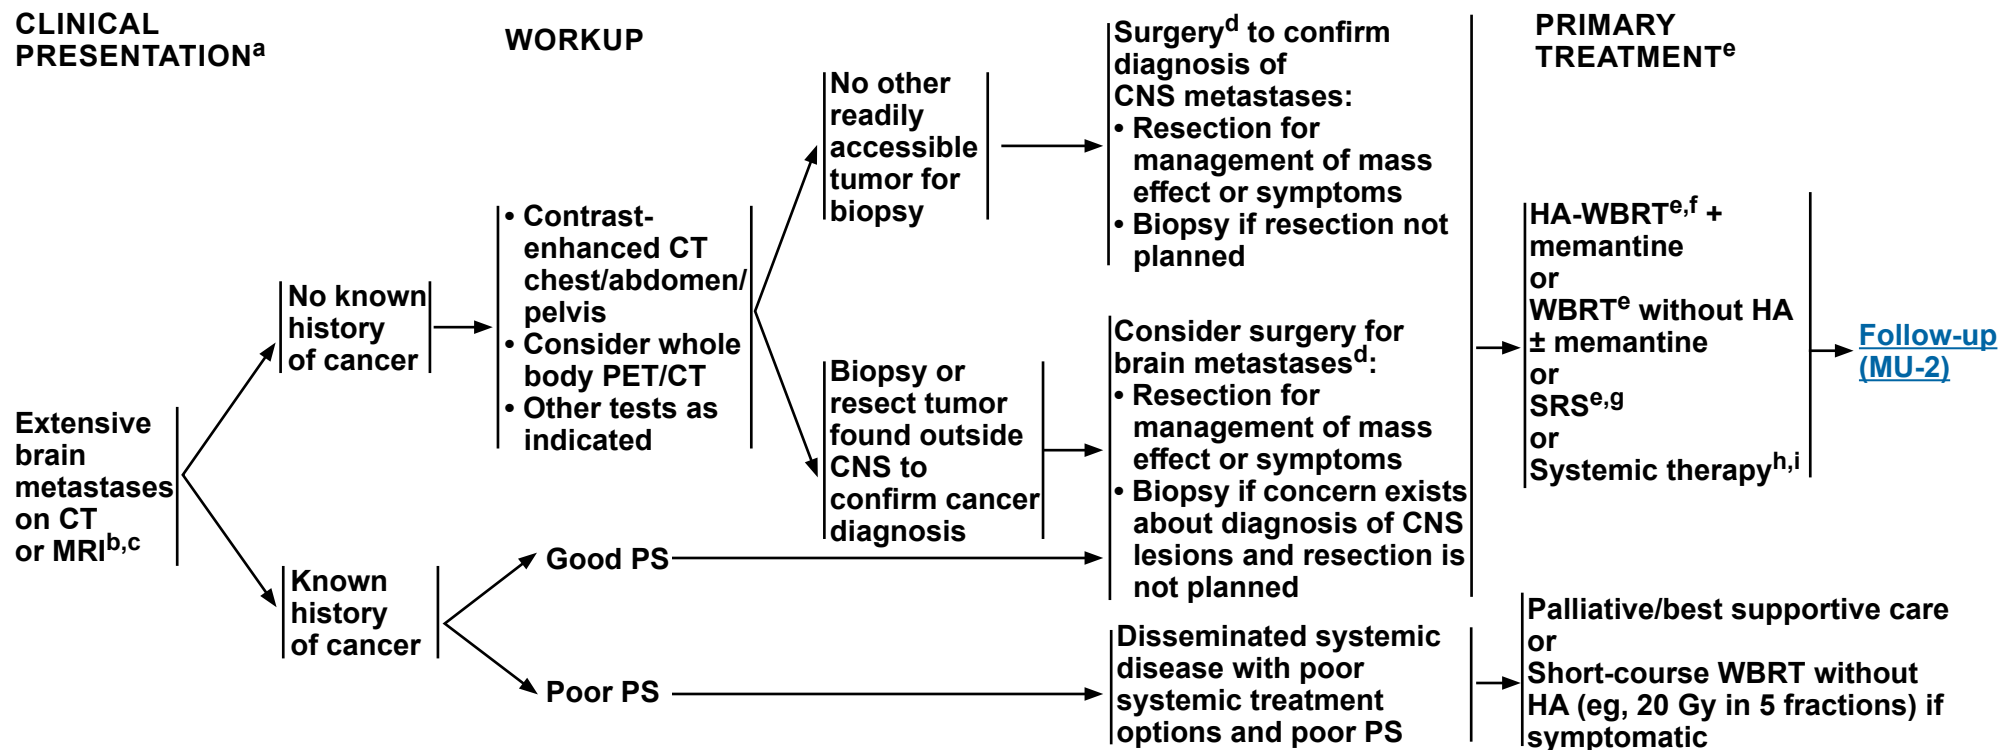 CLINICAL
PRESENTATIONa
WORKUP
PRIMARY
TREATMENTe
Extensive
brain
metastases
on CT
or MRIb,c
No known
history
of cancer
Known
history
of cancer
• Contrast-
enhanced CT
chest/abdomen/
pelvis
• Consider whole
body PET/CT
• Other tests as
indicated
Good PS
Poor PS
No other
readily
accessible
tumor for
biopsy
Biopsy or
resect tumor
found outside
CNS to
confirm cancer
diagnosis
Surgeryd to confirm
diagnosis of
CNS metastases:
• Resection for
management of mass
effect or symptoms
• Biopsy if resection not
planned
Consider surgery for
brain metastasesd:
• Resection for
management of mass
effect or symptoms
• Biopsy if concern exists
about diagnosis of CNS
lesions and resection is
not planned
Disseminated systemic
disease with poor
systemic treatment
options and poor PS
HA-WBRTe,f +
memantine
or
WBRTe without HA
± memantine
or
SRSe,g
or
Systemic therapyh,i
Follow-up
(MU-2)
Palliative/best supportive care
or
Short-course WBRT without
HA (eg, 20 Gy in 5 fractions) if
symptomatic